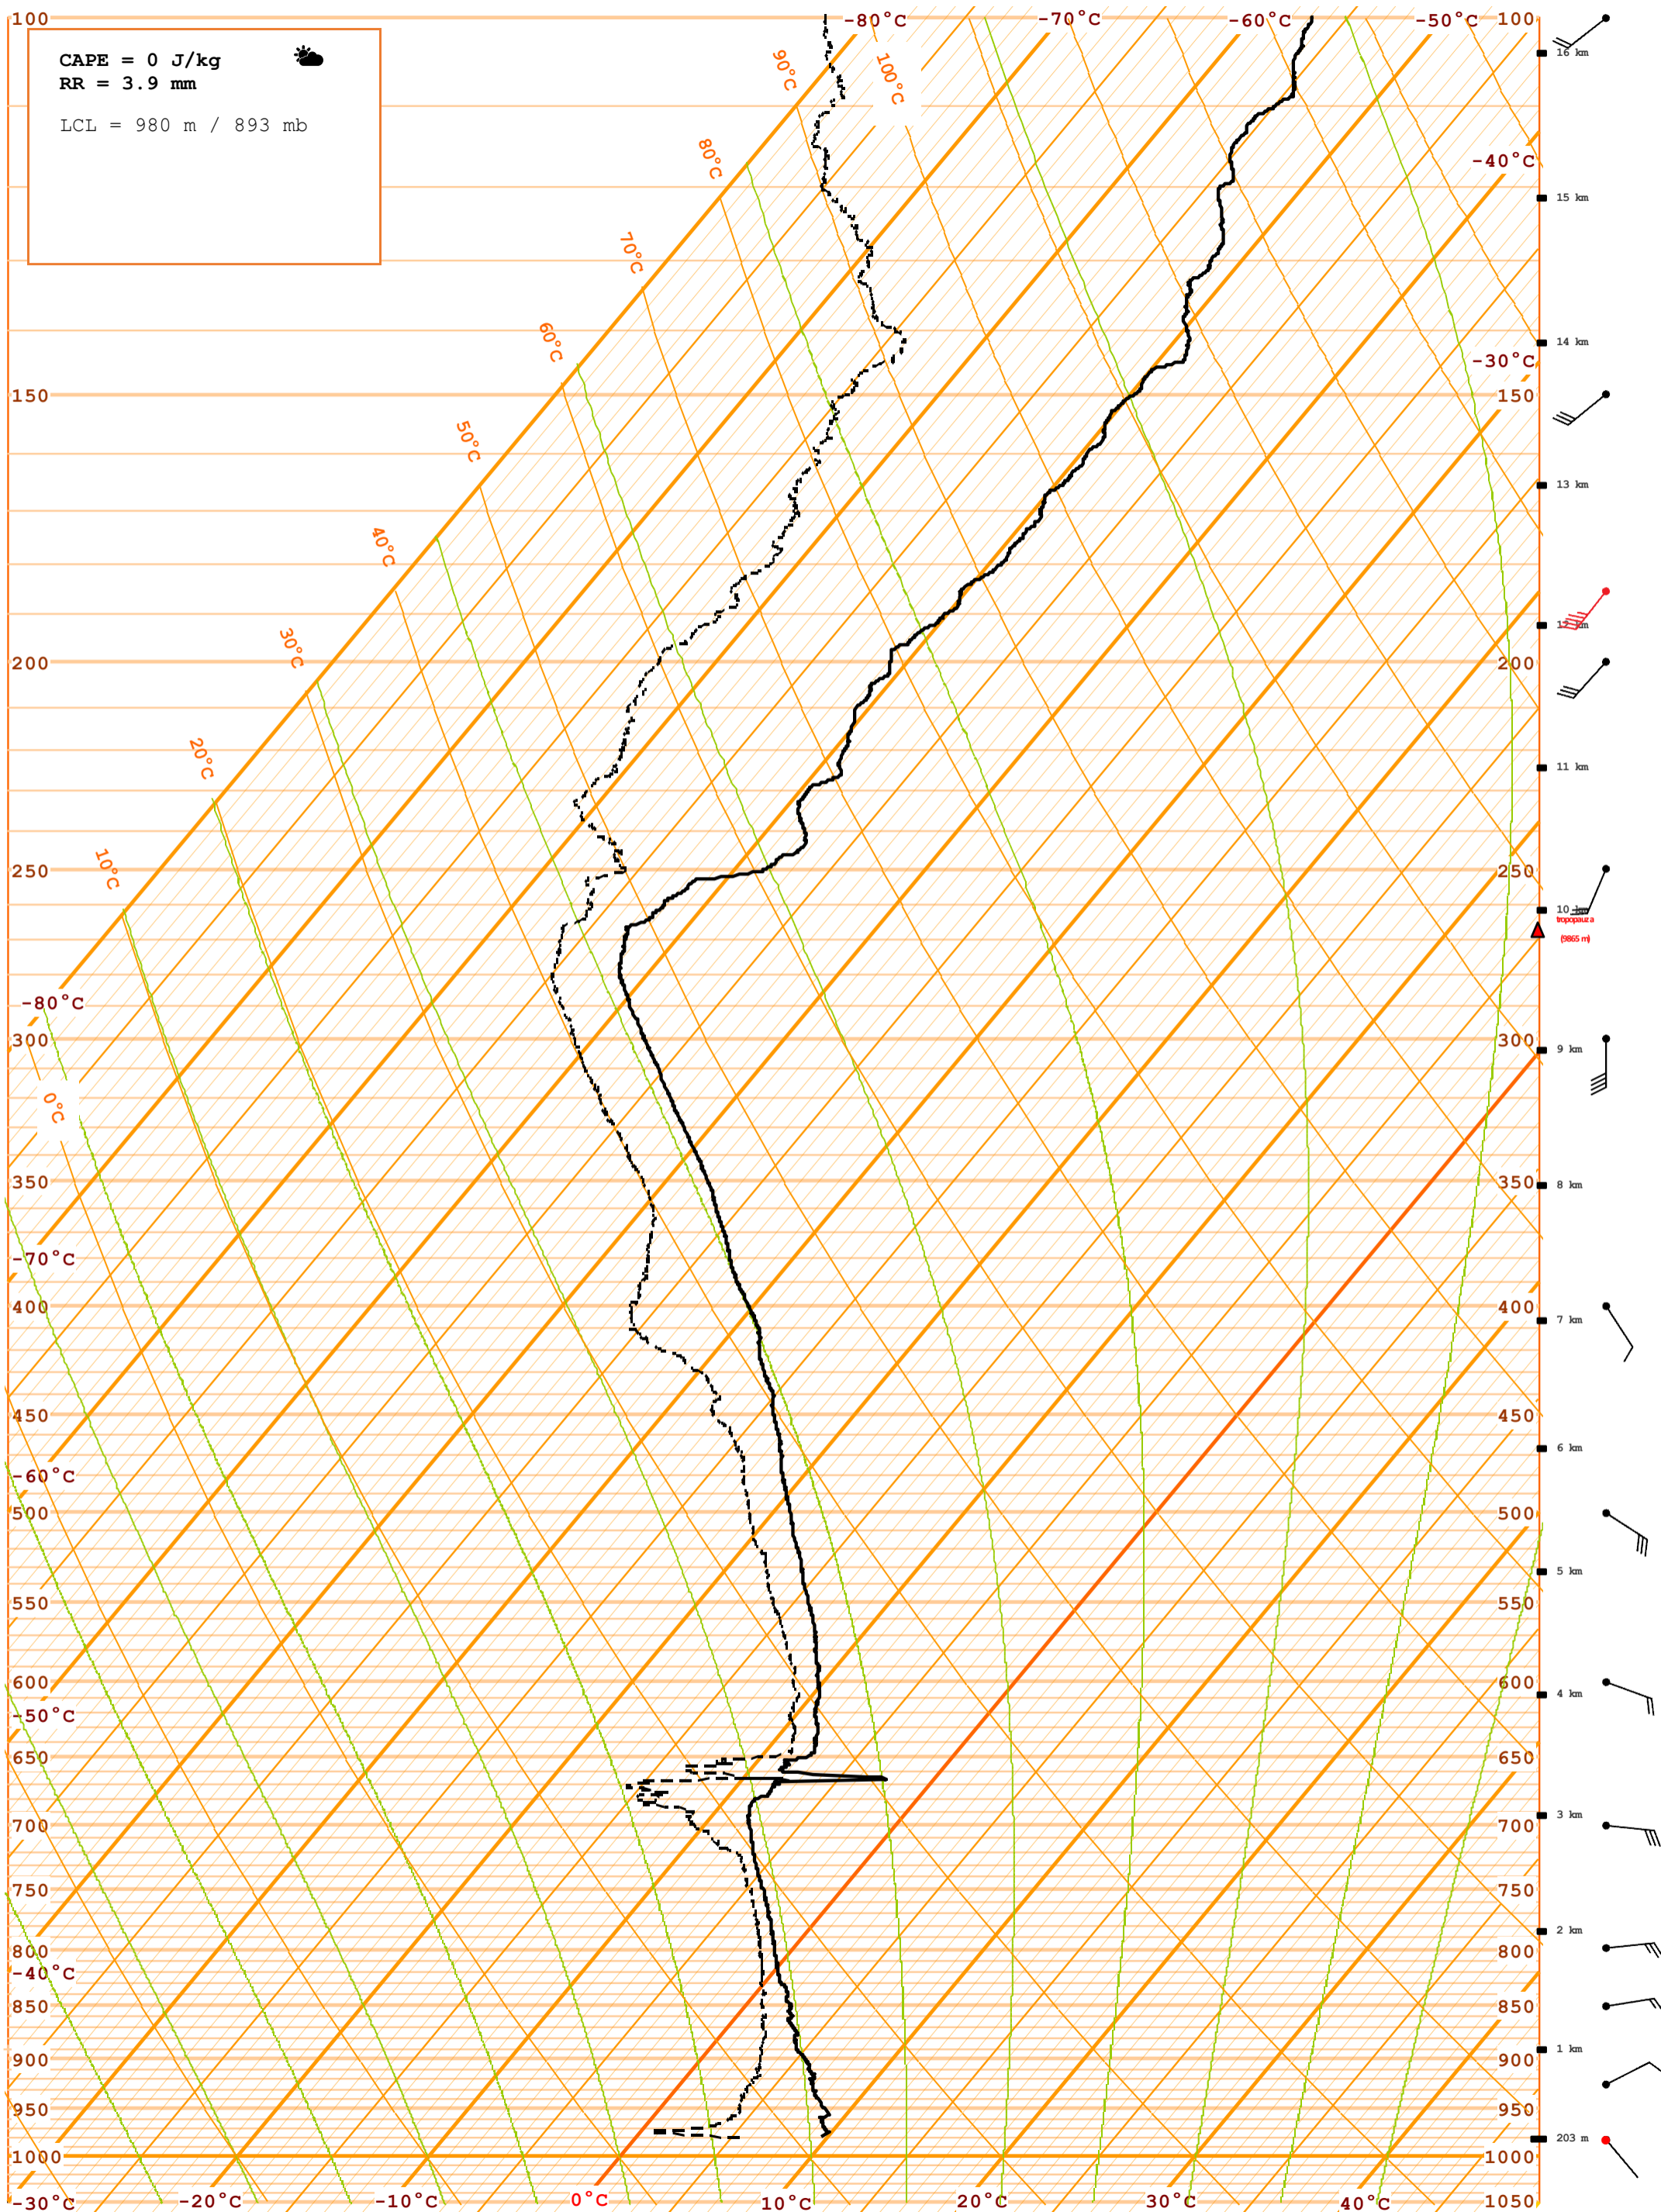 100 -80°C -70°C -60°C -50°C 100
CAPE = 0 J/kg
RR = 3.9 mm
LCL = 980 m / 893 mb
16 km
90°C 100°C
80°C
-40°C
15 km
70°C
60°C
14 km
-30°C
150 150
50°C
13 km
40°C
12 km
30°C
200 200
20°C
11 km
10°C
250 250
10 km
tropopauza
(9865 m)
-80°C
300 300
9 km
0°C
350 350
8 km
-70°C
400 400
7 km
450 450
6 km
-60°C
500 500
5 km
550 550
600 600
4 km
-50°C
650 650
3 km
700 700
750 750
2 km
800 800
-40°C
850 850
1 km
900 900
950 950
203 m
1000 1000
-30°C -20°C -10°C 0°C 10°C 20°C 30°C 40°C 1050